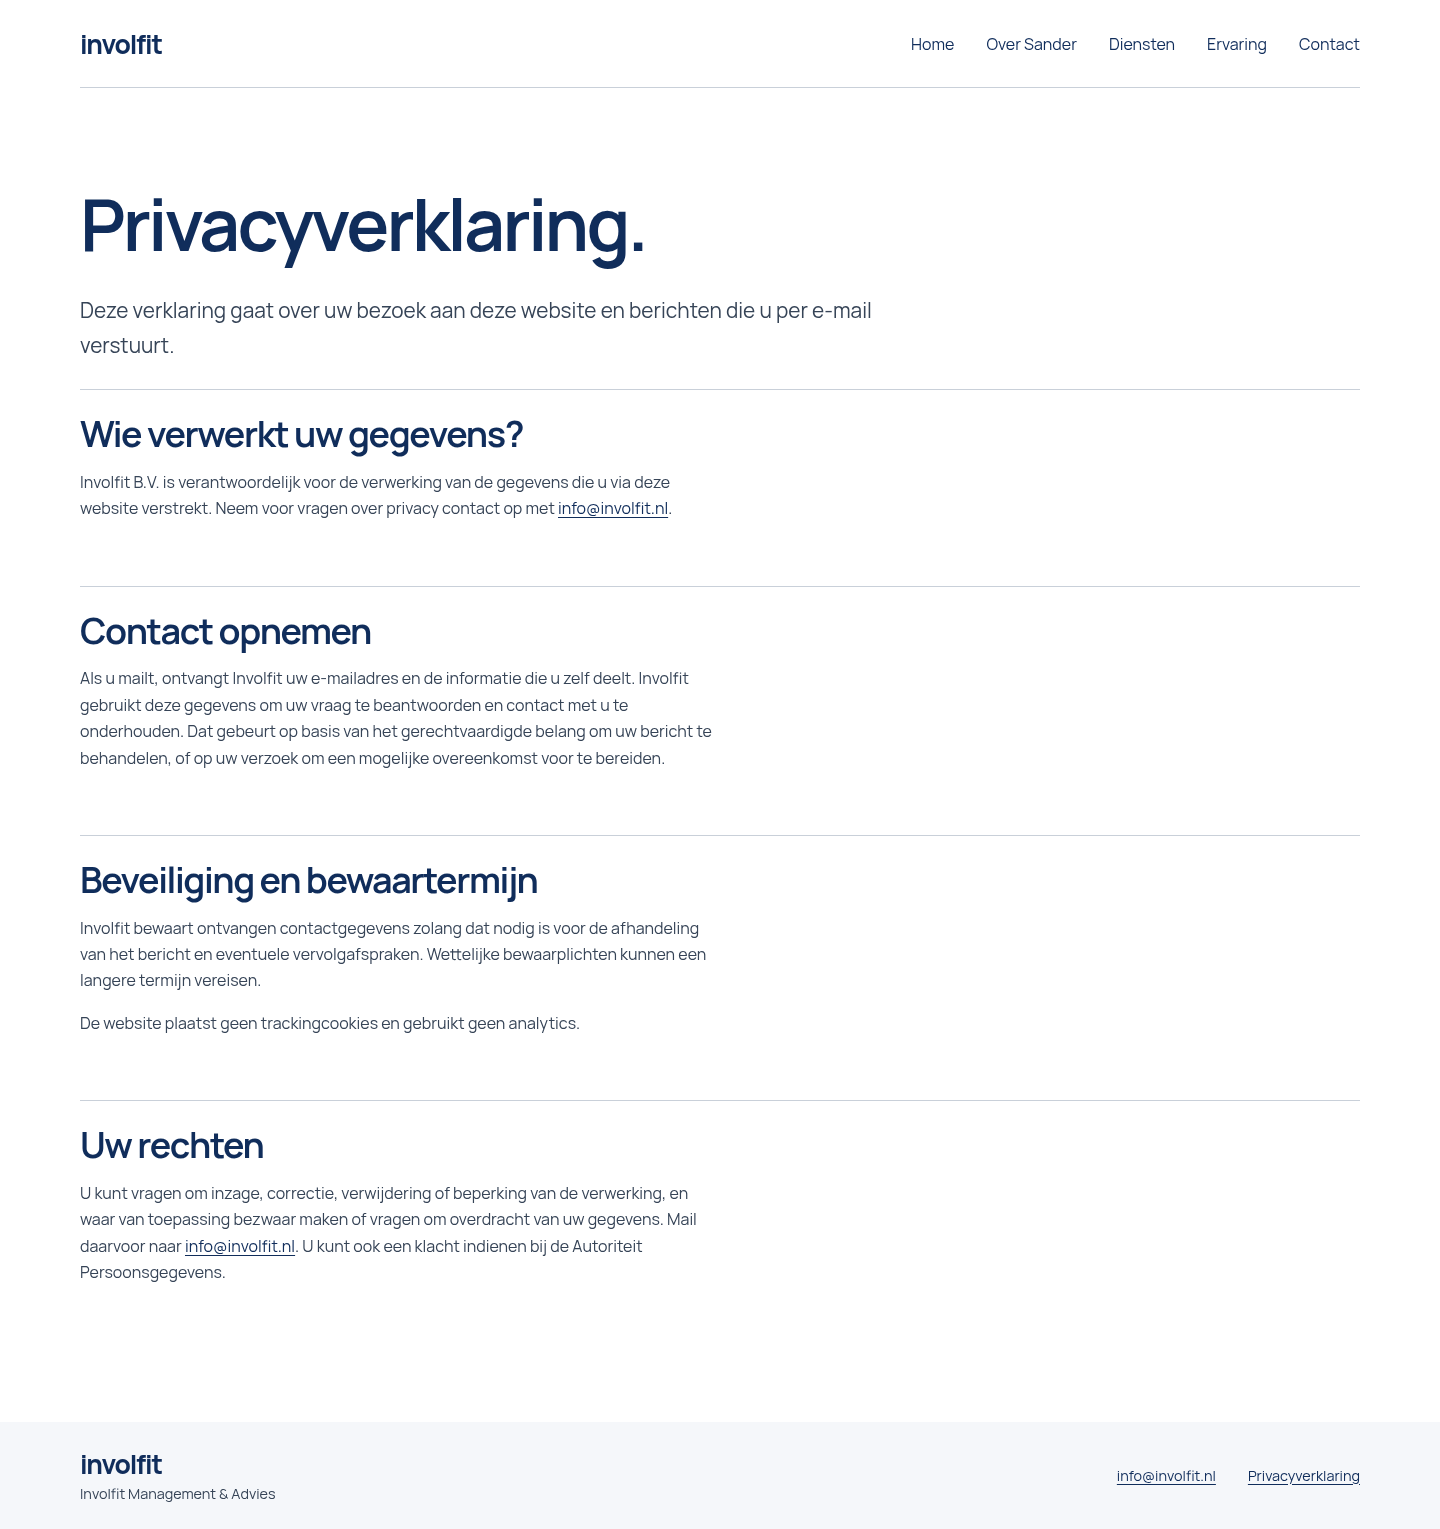 involfit
Home Over Sander Diensten Ervaring Contact
Privacyverklaring.
Deze verklaring gaat over uw bezoek aan deze website en berichten die u per e-mail
verstuurt.
Wie verwerkt uw gegevens?
Involfit B.V. is verantwoordelijk voor de verwerking van de gegevens die u via deze
website verstrekt. Neem voor vragen over privacy contact op met info@involfit.nl.
Contact opnemen
Als u mailt, ontvangt Involfit uw e-mailadres en de informatie die u zelf deelt. Involfit
gebruikt deze gegevens om uw vraag te beantwoorden en contact met u te
onderhouden. Dat gebeurt op basis van het gerechtvaardigde belang om uw bericht te
behandelen, of op uw verzoek om een mogelijke overeenkomst voor te bereiden.
Beveiliging en bewaartermijn
Involfit bewaart ontvangen contactgegevens zolang dat nodig is voor de afhandeling
van het bericht en eventuele vervolgafspraken. Wettelijke bewaarplichten kunnen een
langere termijn vereisen.
De website plaatst geen trackingcookies en gebruikt geen analytics.
Uw rechten
U kunt vragen om inzage, correctie, verwijdering of beperking van de verwerking, en
waar van toepassing bezwaar maken of vragen om overdracht van uw gegevens. Mail
daarvoor naar info@involfit.nl. U kunt ook een klacht indienen bij de Autoriteit
Persoonsgegevens.
involfit
Involfit Management & Advies
info@involfit.nl Privacyverklaring